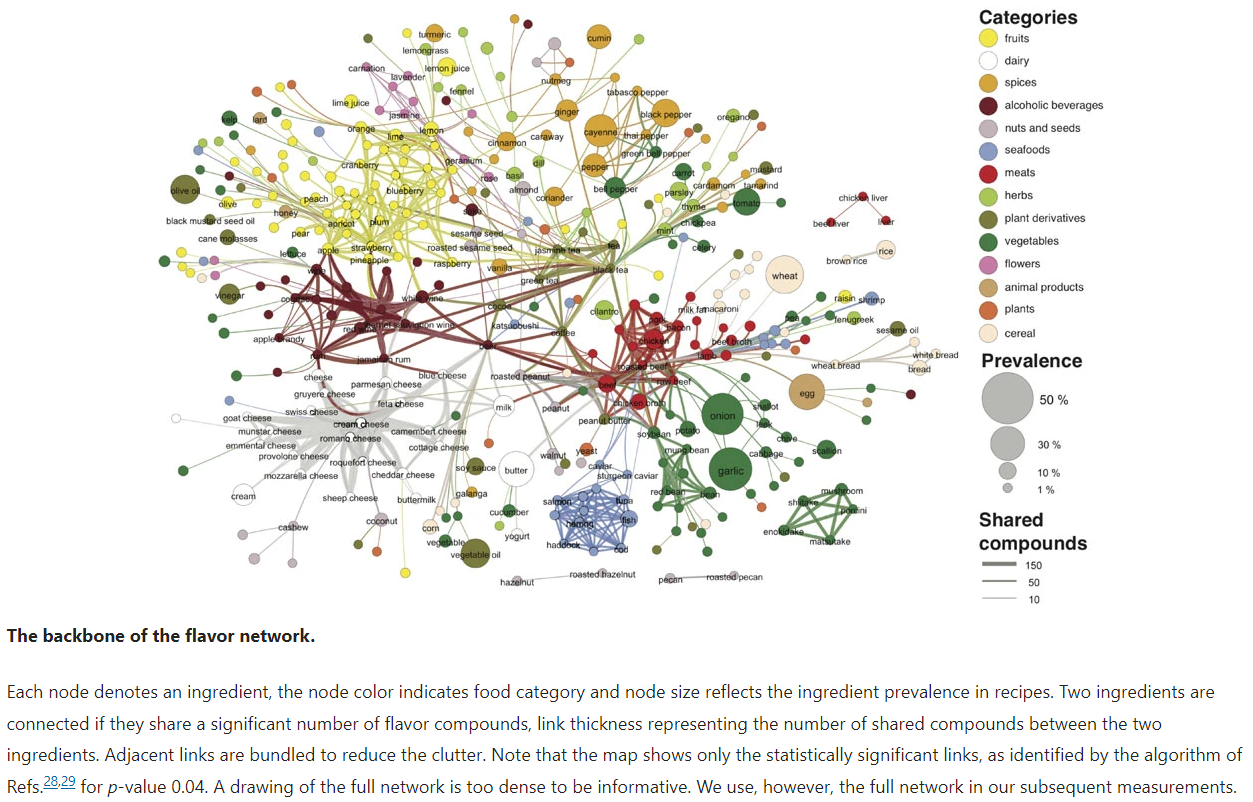 turmeric
cumin
lemongrass
carnation
lavender
lemon juice
nutmeg
fennel
tabasco pepper
lime juice
jasmine
ginger
black pepper
kelp
lard
oregano
orange
lime
lemon
cinnamon
caraway
cayenne
thai pepper
green bell pepper
cranberry
geranium
dill
pepper
carrot
mustard
rose
basil
olive oil
blueberry
almond
bell pepper
parsley
cardamom
tamarind
olive
peach
coriander
thyme
tomato
honey
black mustard seed oil
apricot
plum
chickpea
chicken liver
beef liver
liver
pear
sesame seed
mint
cane molasses
lettuce
apple
strawberry
roasted sesame seed
jasmine tea
tea
celery
rice
brown rice
pineapple
raspberry
vanilla
black tea
green tea
wheat
vinegar
white wine
cocoa
cilantro
milk fat
macaroni
raisin
shrimp
katsuobushi
coffee
pork
bacon
pea
fenugreek
sesame oil
apple brandy
chicken
beef broth
rum
jamaican rum
lamb
white bread
wheat bread
bread
cheese
parmesan cheese
blue cheese
roasted peanut
roasted beef
raw beef
beef
gruyere cheese
egg
swiss cheese
feta cheese
milk
peanut
chicken broth
goat cheese
cream cheese
peanut butter
onion
shallot
leek
munster cheese
romano cheese
camembert cheese
soybean
potato
chive
emmental cheese
cottage cheese
walnut
yeast
mung bean
cabbage
scallion
provolone cheese
roquefort cheese
soy sauce
butter
caviar
garlic
mozzarella cheese
cheddar cheese
sturgeon caviar
cream
sheep cheese
buttermilk
galanga
salmon
tuna
red bean
bean
shiitake
mushroom
porcini
cashew
coconut
corn
cucumber
fish
enokidake
matsutake
vegetable
yogurt
haddock
cod
vegetable oil
hazelnut
roasted hazelnut
pecan
roasted pecan
Categories
fruits
dairy
spices
alcoholic beverages
nuts and seeds
seafoods
meats
herbs
plant derivatives
vegetables
flowers
animal products
plants
cereal
Prevalence
50 %
30 %
10 %
1 %
Shared
compounds
150
50
10
The backbone of the flavor network.
Each node denotes an ingredient, the node color indicates food category and node size reflects the ingredient prevalence in recipes. Two ingredients are
connected if they share a significant number of flavor compounds, link thickness representing the number of shared compounds between the two
ingredients. Adjacent links are bundled to reduce the clutter. Note that the map shows only the statistically significant links, as identified by the algorithm of
Refs.28,29 for p-value 0.04. A drawing of the full network is too dense to be informative. We use, however, the full network in our subsequent measurements.